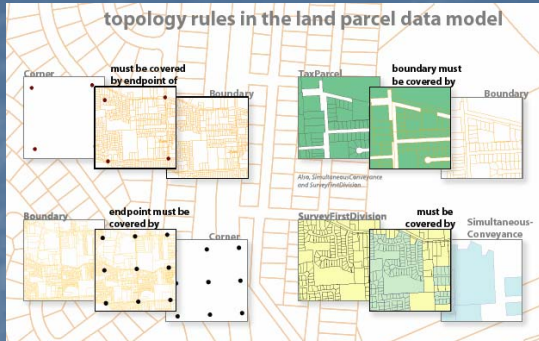 topology rules in the land parcel data model
Corner
must be covered
by endpoint of
Boundary
TaxParcel
boundary must
be covered by
Boundary
Also, SimultaneousConveyance
and SurveyFirstDivision...
Boundary
endpoint must be
covered by
Corner
SurveyFirstDivision
must be
covered by
Simultaneous-
Conveyance